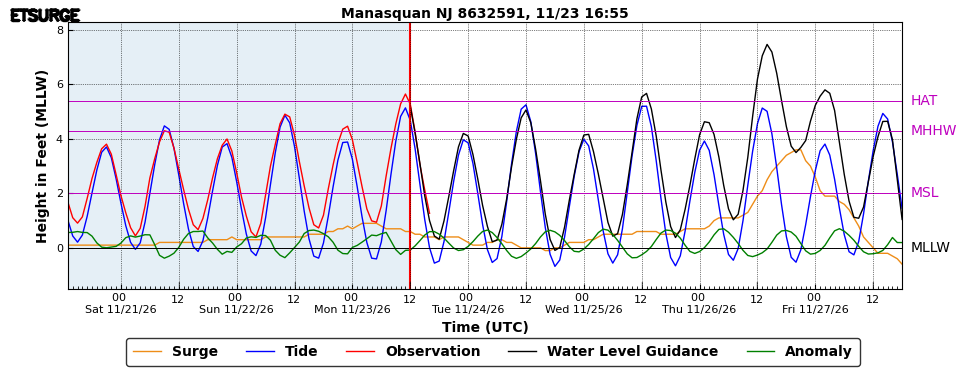 ETSURGE
Manasquan NJ 8632591, 11/23 16:55
Height in Feet (MLLW)
8
6
4
2
0
HAT
MHHW
MSL
MLLW
00 12 00 12 00 12 00 12 00 12 00 12 00 12
Sat 11/21/26 Sun 11/22/26 Mon 11/23/26 Tue 11/24/26 Wed 11/25/26 Thu 11/26/26 Fri 11/27/26
Time (UTC)
Surge Tide Observation Water Level Guidance Anomaly